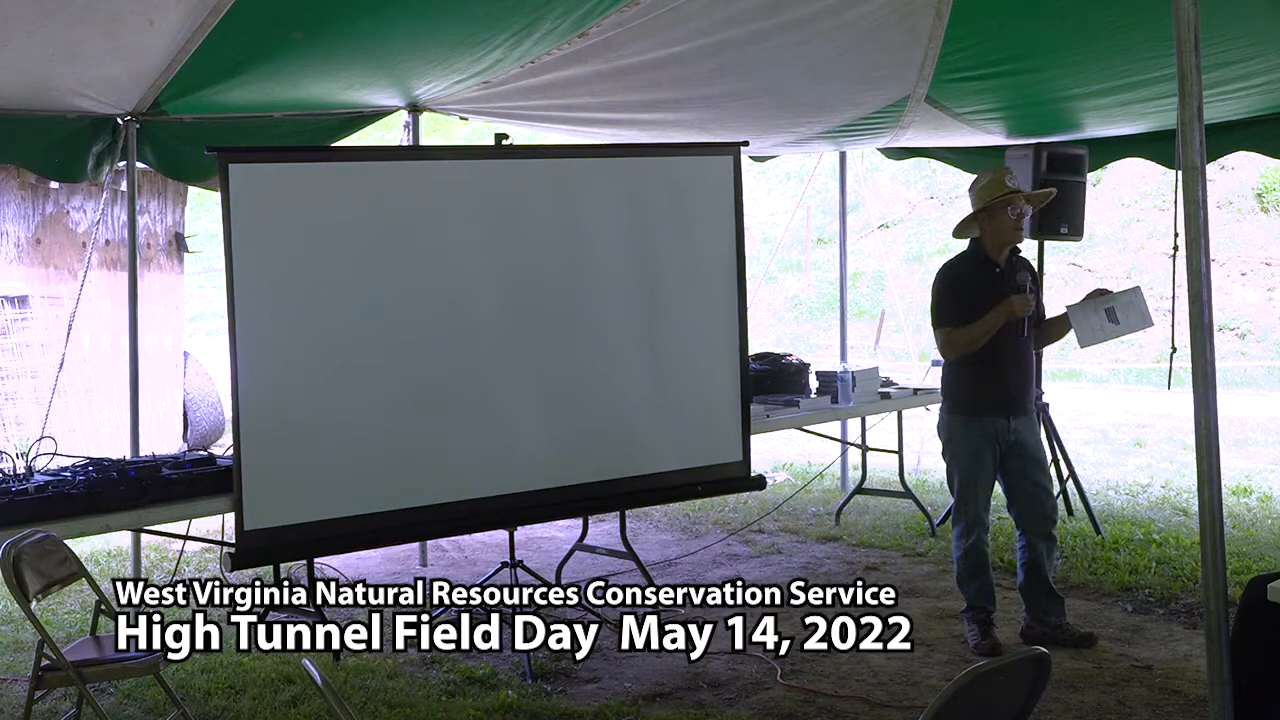 West Virginia Natural Resources Conservation Service
High Tunnel Field Day  May 14, 2022